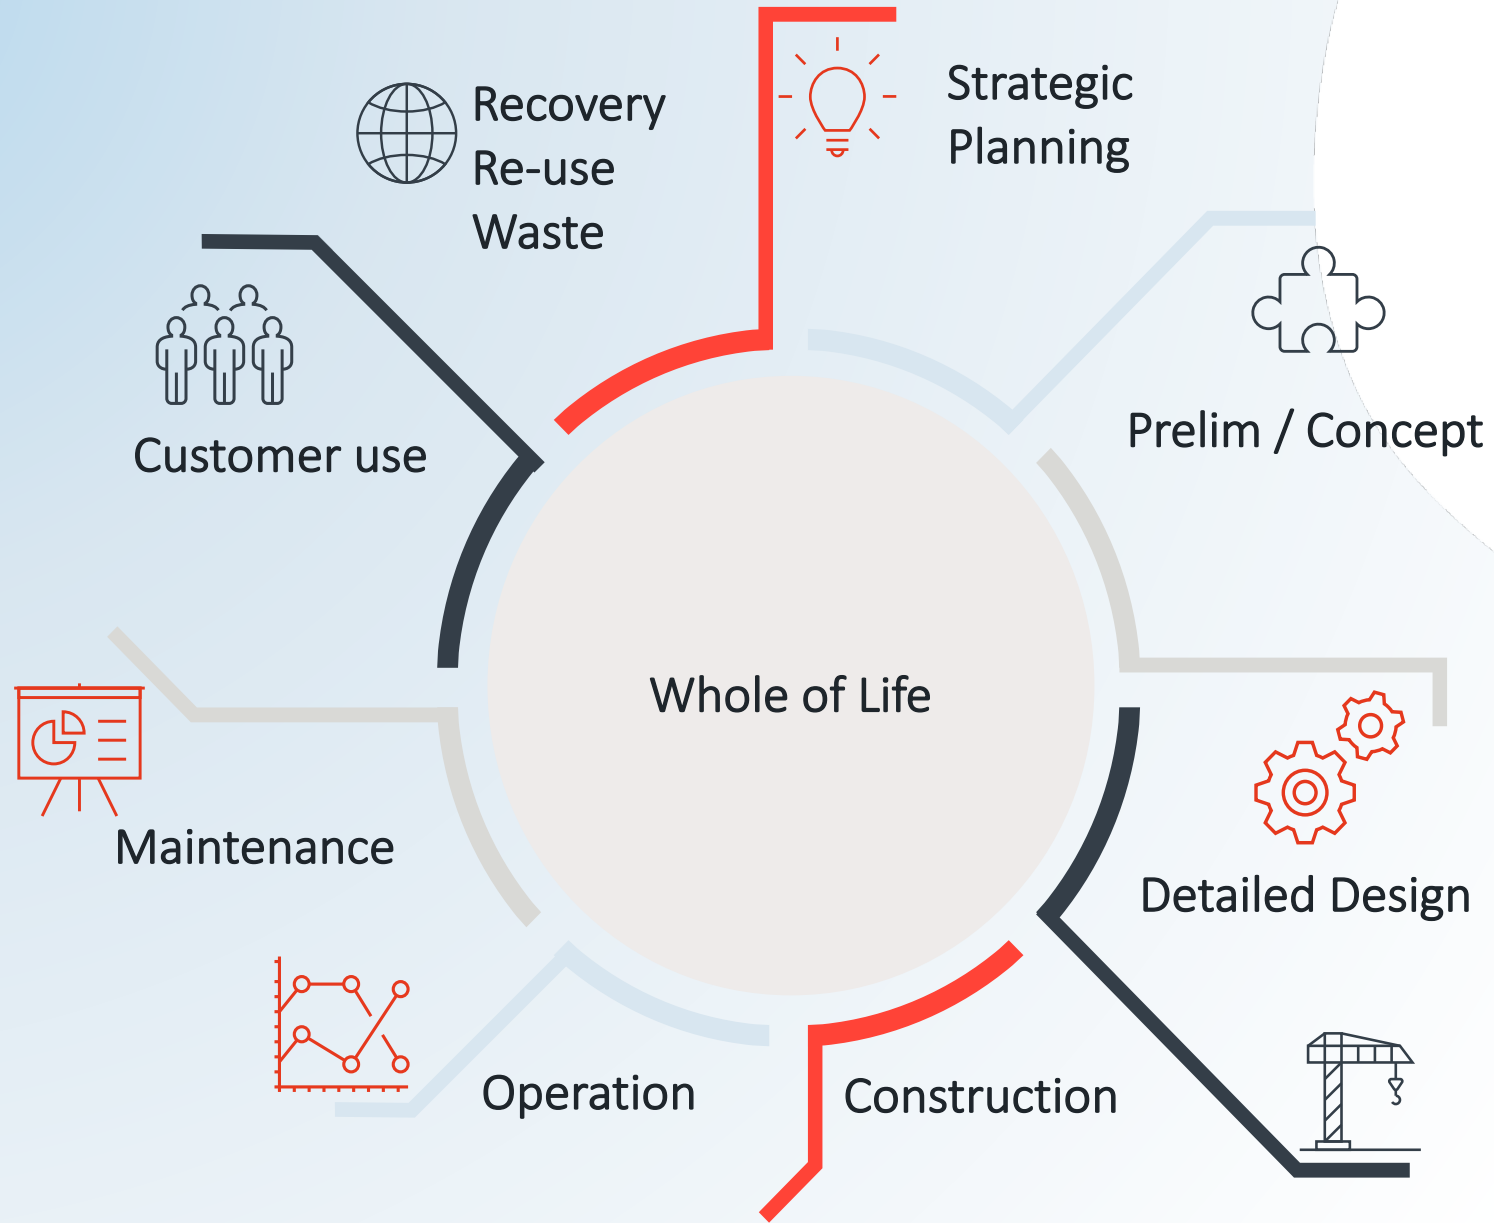 Strategic
Planning
Prelim / Concept
Detailed Design
Construction
Operation
Maintenance
Customer use
Recovery
Re-use
Waste
Whole of Life